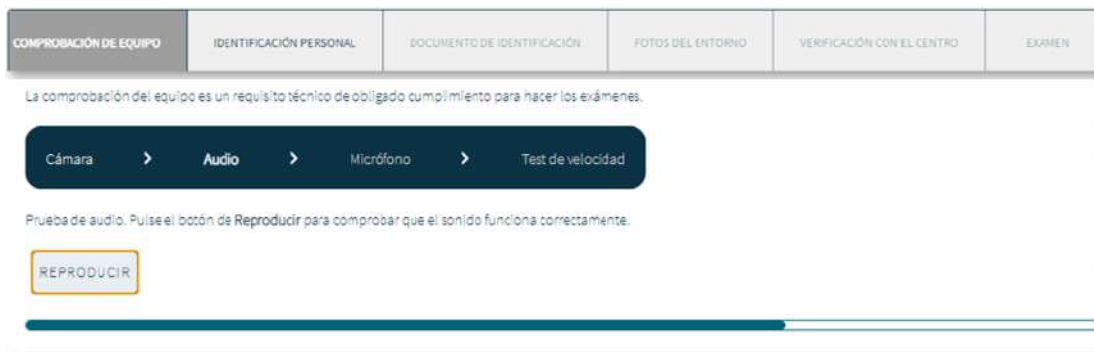 COMPROBACIÓN DE EQUIPO
IDENTIFICACIÓN PERSONAL
DOCUMENTO DE IDENTIFICACIÓN
FOTOS DEL ENTORNO
VERIFICACIÓN CON EL CENTRO
EXAMEN
La comprobación del equipo es un requisito técnico de obligado cumplimiento para hacer los exámenes.
Cámara > Audio > Micrófono > Test de velocidad
Prueba de audio. Pulse el botón de Reproducir para comprobar que el sonido funciona correctamente.
REPRODUCIR